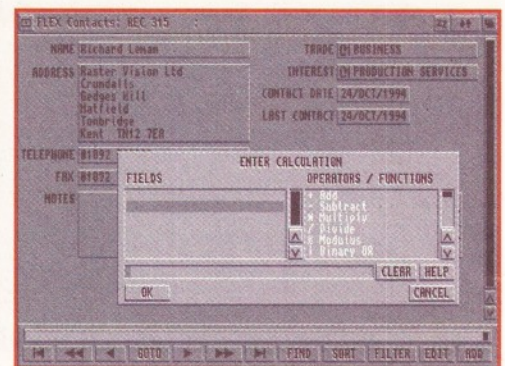 FLEX Contacts: REC 315
NAME Richard Loman
TRADE BUSINESS
ADDRESS Raster Vision Ltd
Crundalls
Gedges Hill
Matfield
Tonbridge
Kent TN12 7EA
INTEREST PRODUCTION SERVICES
CONTACT DATE 24/OCT/1994
LAST CONTACT 24/OCT/1994
TELEPHONE 01892
FAX 01892
NOTES
ENTER CALCULATION
FIELDS
OPERATORS / FUNCTIONS
+ Add
- Subtract
* Multiply
/ Divide
% Modulus
| Binary OR
CLEAR HELP
OK
CANCEL
GOTO FIND SORT FILTER EDIT ADD